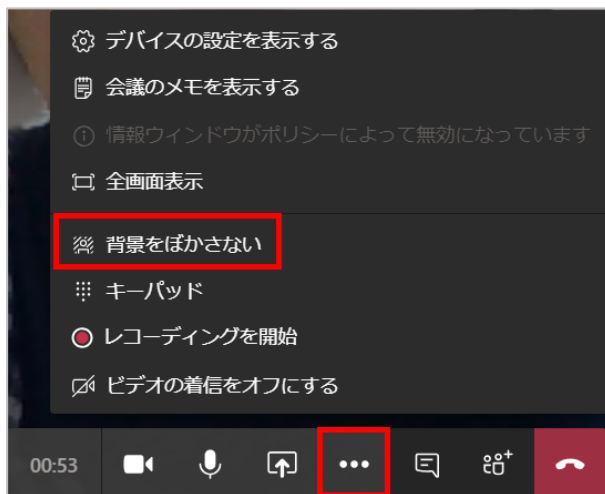 デバイスの設定を表示する
会議のメモを表示する
情報ウィンドウがポリシーによって無効になっています
全画面表示
背景をぼかさない
キーパッド
レコーディングを開始
ビデオの着信をオフにする
00:53